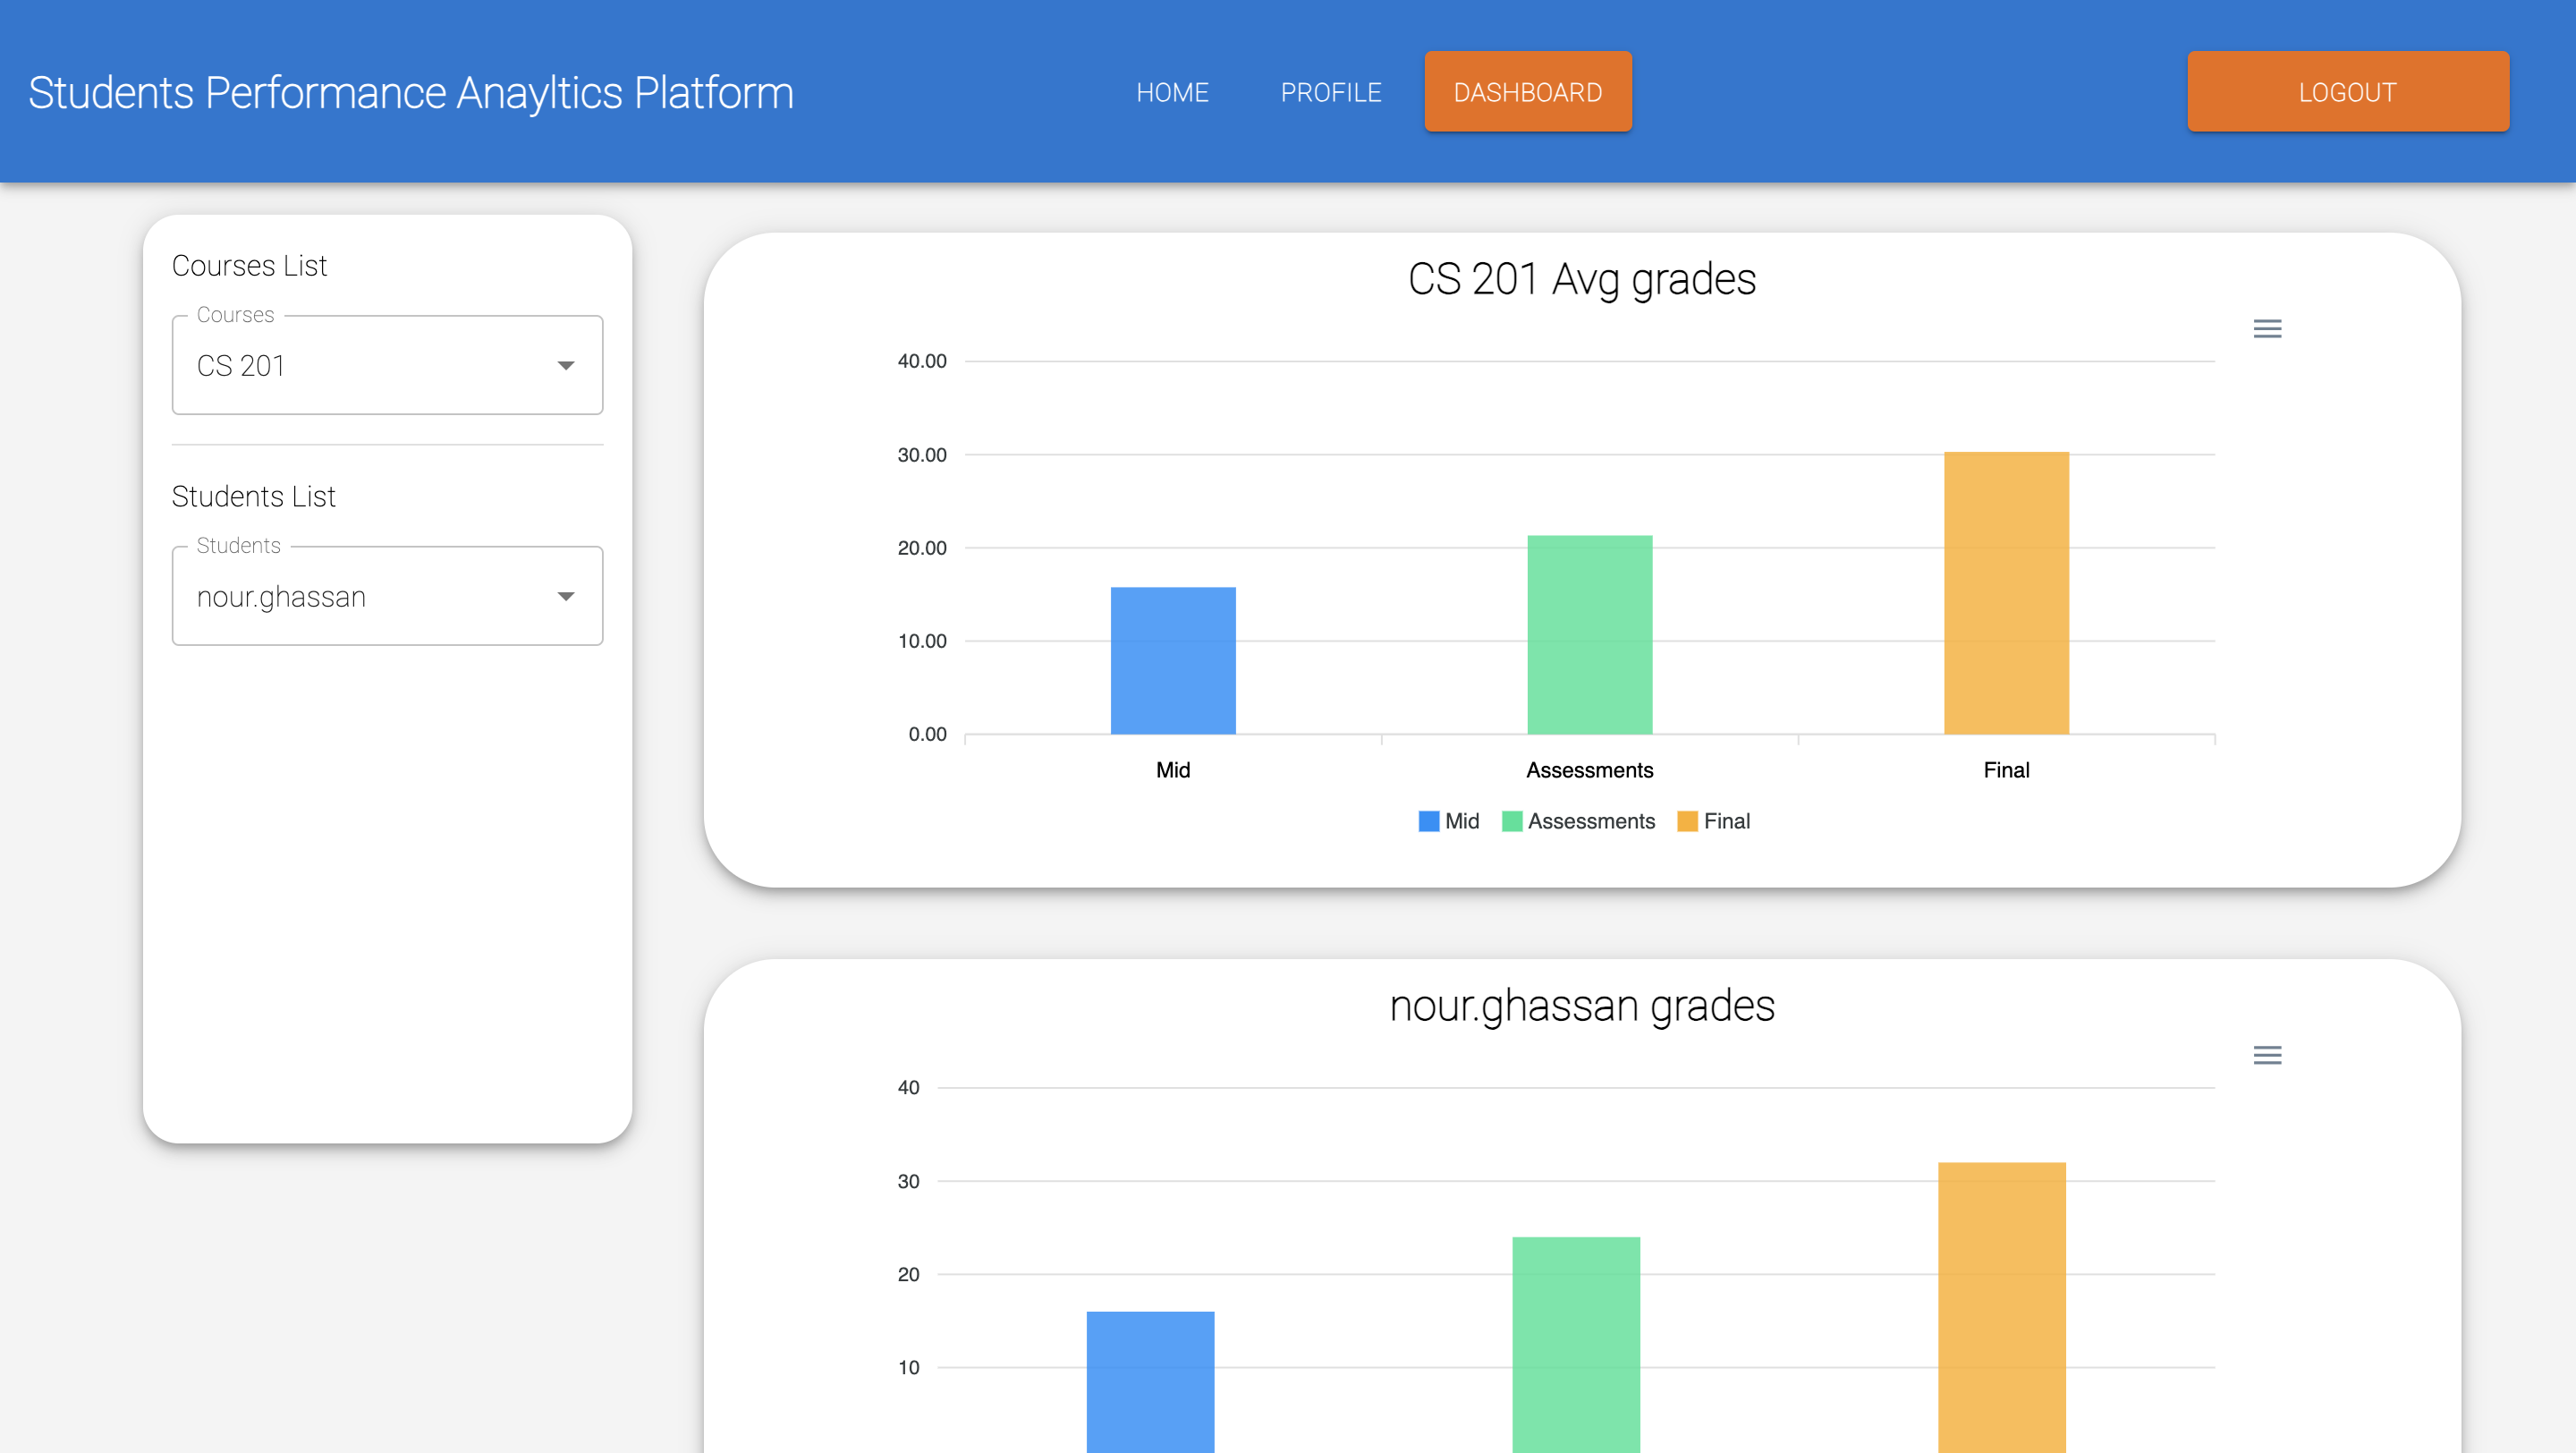 Students Performance Anayltics Platform
HOME
PROFILE
DASHBOARD
LOGOUT
Courses List
Courses
CS 201
Students List
Students
nour.ghassan
CS 201 Avg grades
40.00
30.00
20.00
10.00
0.00
Mid
Assessments
Final
Mid Assessments Final
nour.ghassan grades
40
30
20
10